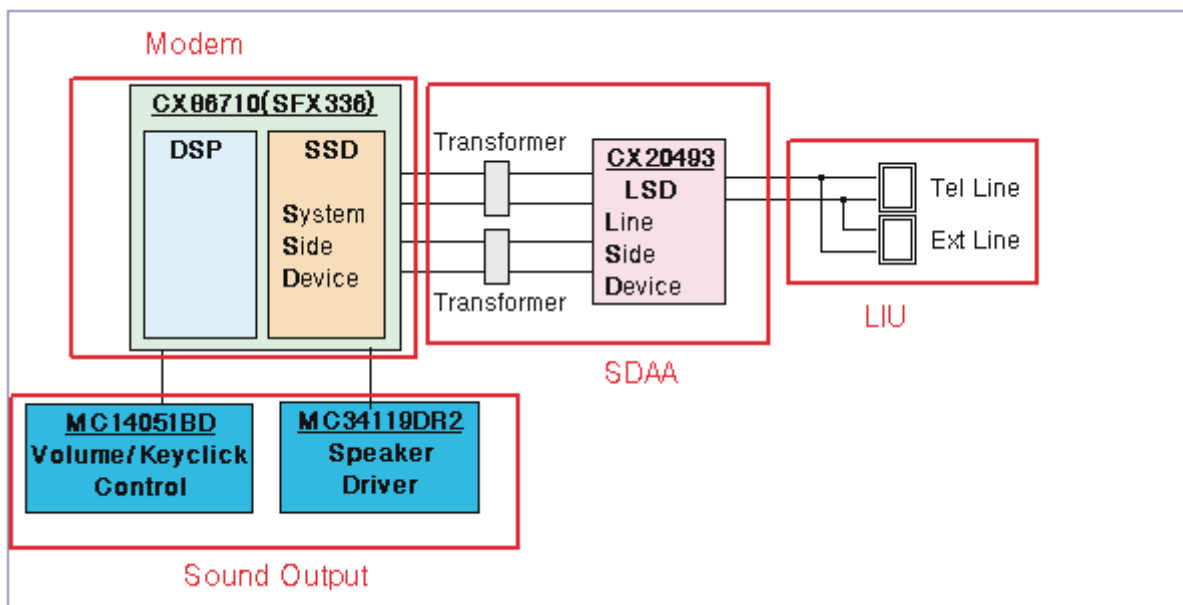 Modem
CX86710(SFX336)
DSP
SSD
System
Side
Device
Transformer
Transformer
CX20493
LSD
Line
Side
Device
SDAA
Tel Line
Ext Line
LIU
MC14051BD
Volume/Keyclick
Control
MC34119DR2
Speaker
Driver
Sound Output